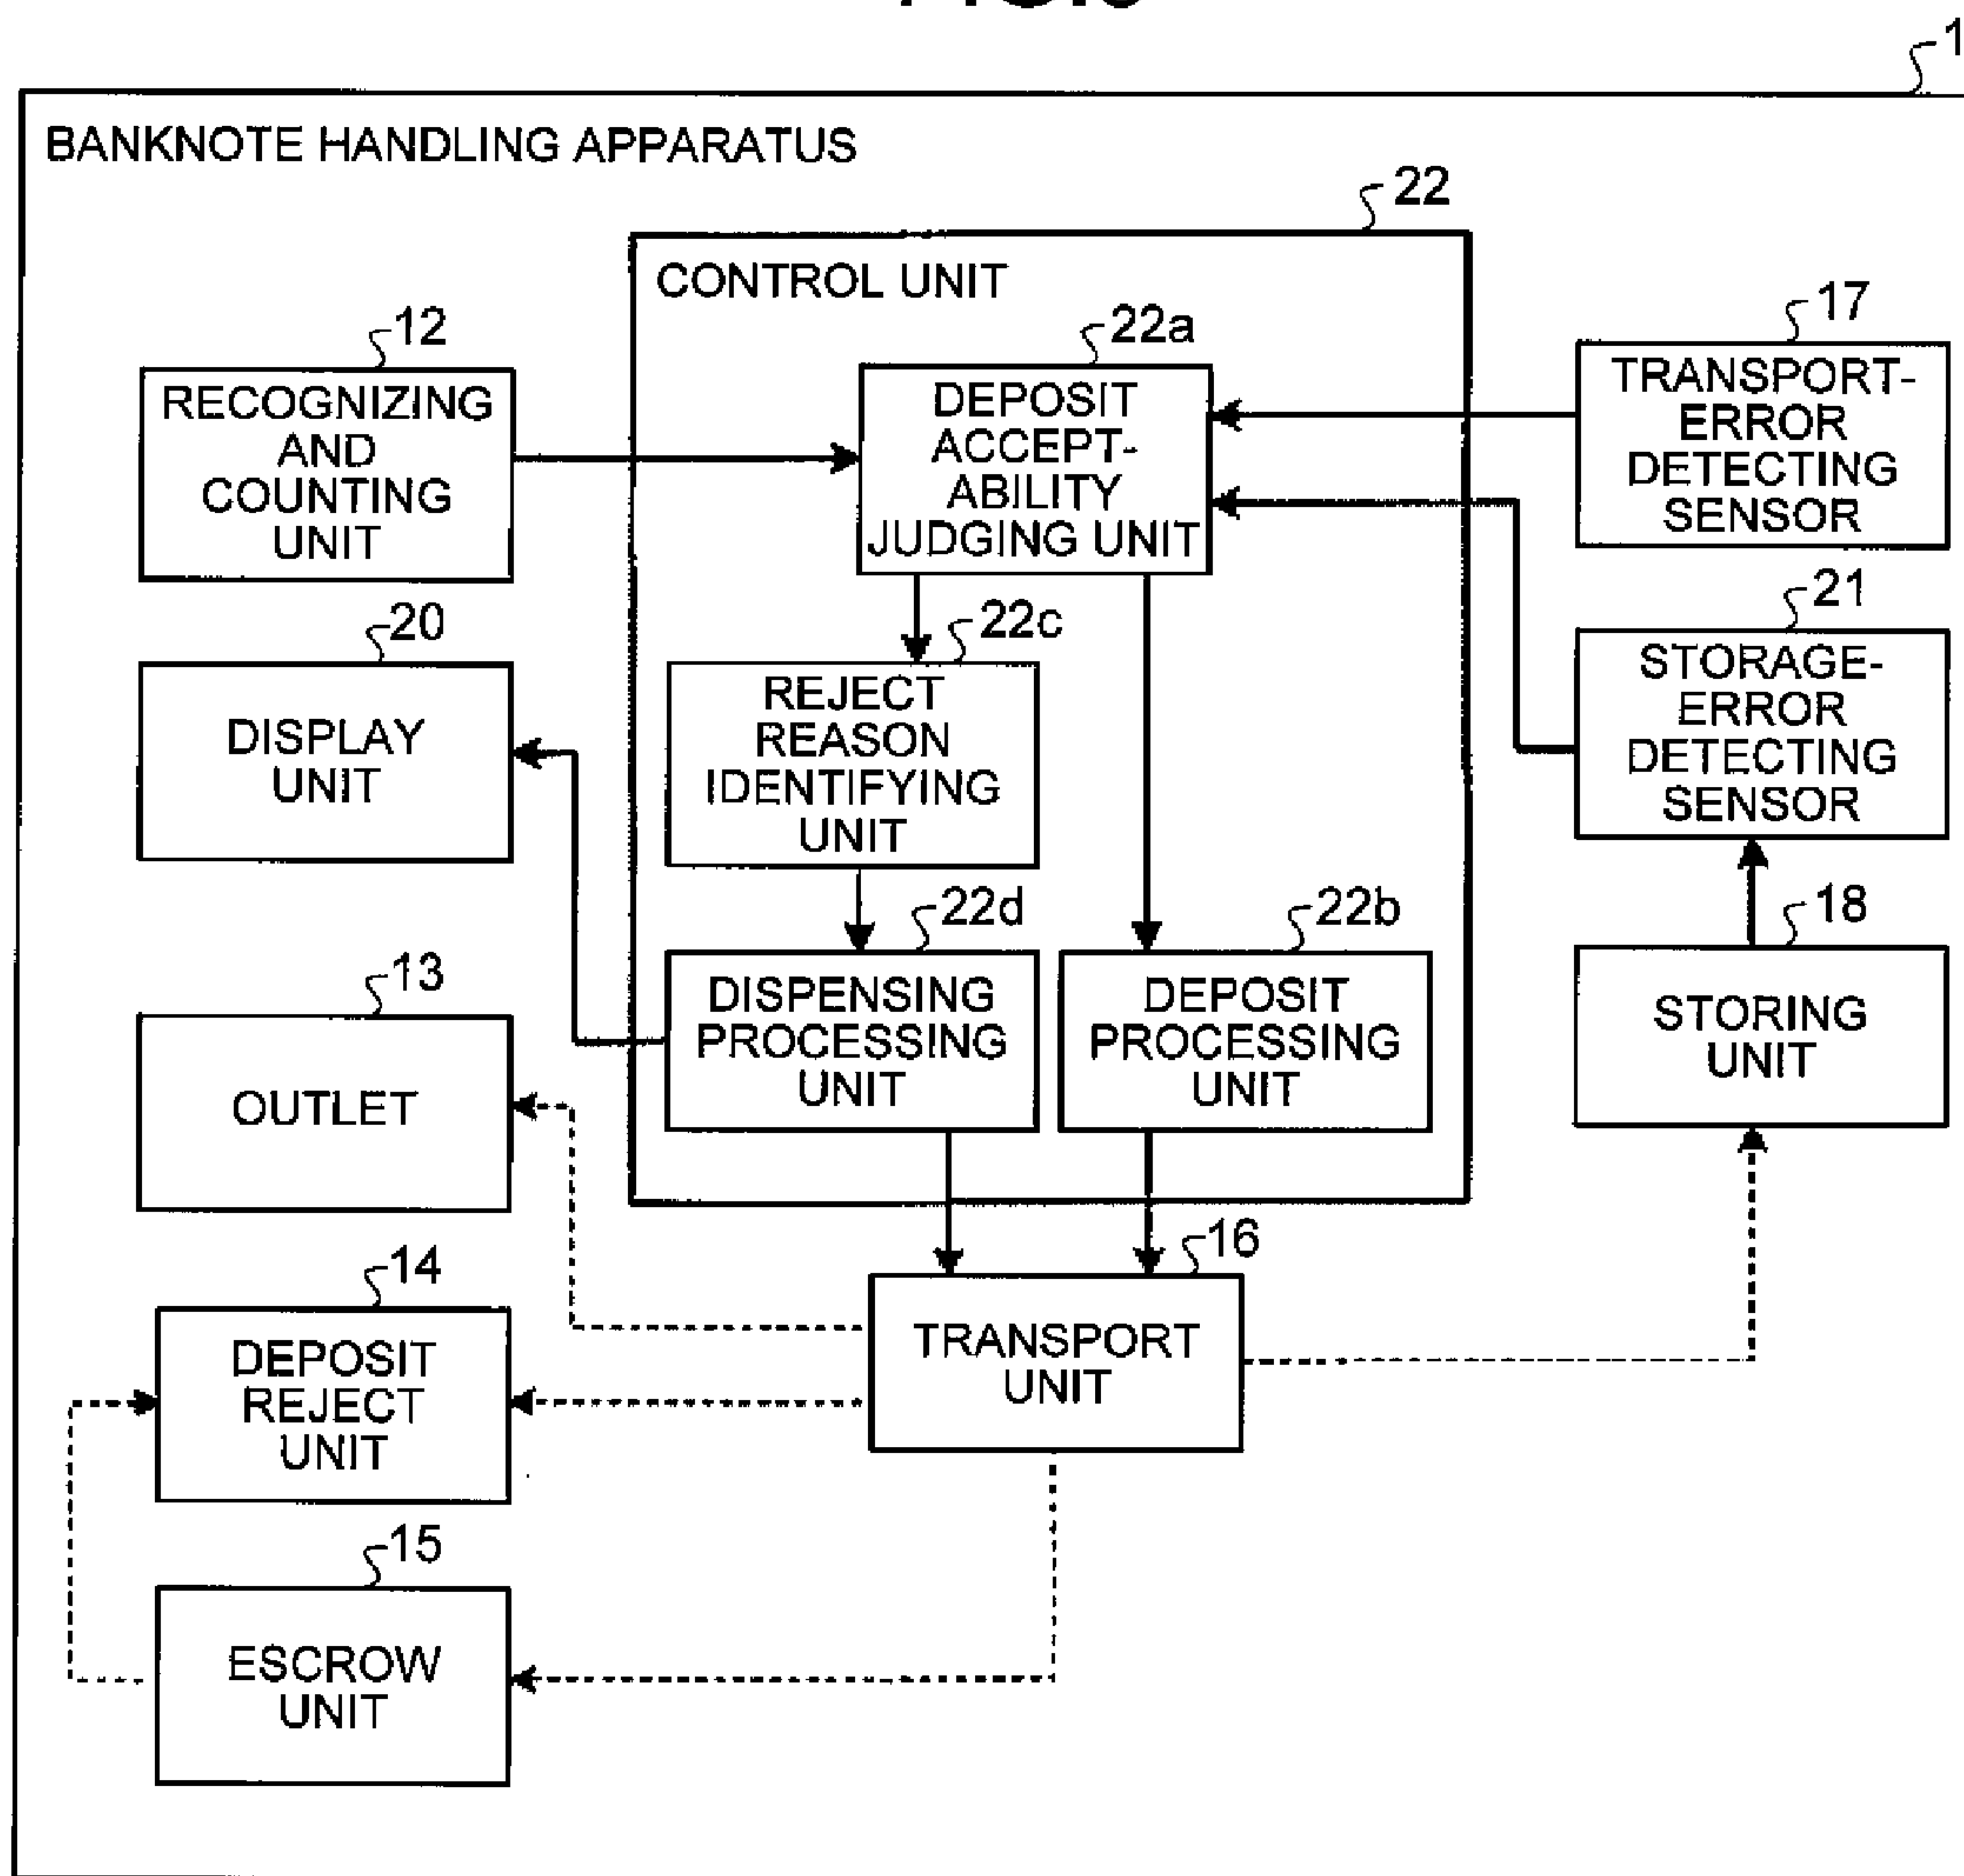 1
BANKNOTE HANDLING APPARATUS
22
CONTROL UNIT
12
RECOGNIZING
AND
COUNTING
UNIT
22a
DEPOSIT
ACCEPT-
ABILITY
JUDGING UNIT
17
TRANSPORT-
ERROR
DETECTING
SENSOR
20
DISPLAY
UNIT
22c
REJECT
REASON
IDENTIFYING
UNIT
21
STORAGE-
ERROR
DETECTING
SENSOR
13
OUTLET
22d
DISPENSING
PROCESSING
UNIT
22b
DEPOSIT
PROCESSING
UNIT
18
STORING
UNIT
14
DEPOSIT
REJECT
UNIT
16
TRANSPORT
UNIT
15
ESCROW
UNIT